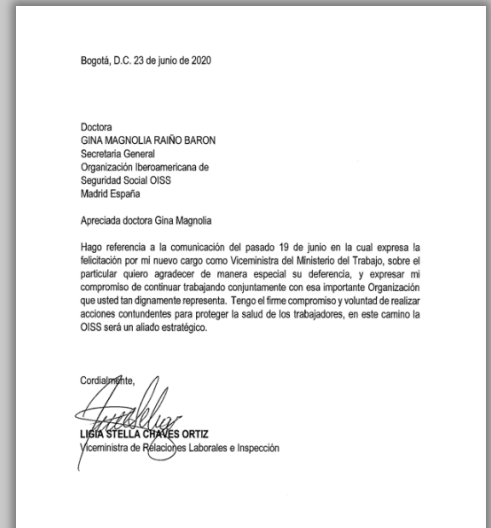 Bogotá, D.C. 23 de junio de 2020
Doctora
GINA MAGNOLIA RAIÑO BARON
Secretaria General
Organización Iberoamericana de
Seguridad Social OISS
Madrid España
Apreciada doctora Gina Magnolia
Hago referencia a la comunicación del pasado 19 de junio en la cual expresa la
felicitación por mi nuevo cargo como Viceministra del Ministerio del Trabajo, sobre el
particular quiero agradecer de manera especial su deferencia, y expresar mi
compromiso de continuar trabajando conjuntamente con esa importante Organización
que usted tan dignamente representa. Tengo el firme compromiso y voluntad de realizar
acciones contundentes para proteger la salud de los trabajadores, en este camino la
OISS será un aliado estratégico.
Cordialmente,
LIGIA STELLA CHAVES ORTIZ
Viceministra de Relaciones Laborales e Inspección